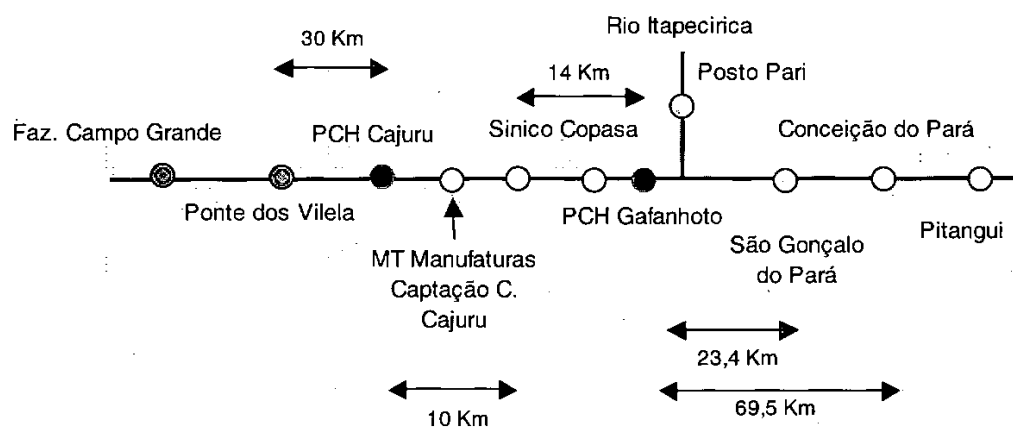 Rio Itapecirica
30 Km
14 Km
Posto Pari
Faz. Campo Grande
PCH Cajuru
Sinico Copasa
Conceição do Pará
Ponte dos Vilela
PCH Gafanhoto
São Gonçalo
do Pará
Pitangui
MT Manufaturas
Captação C.
Cajuru
23,4 Km
10 Km
69,5 Km